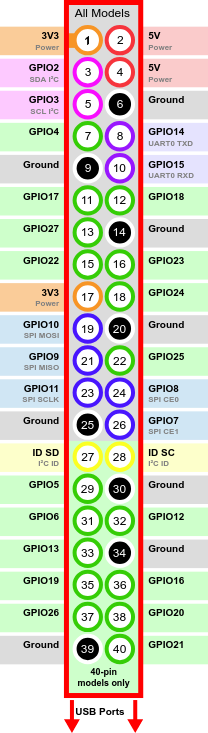 All Models
3V3 1 2 5V
Power Power
GPIO2 3 4 5V
SDA I²C Power
GPIO3 5 6 Ground
SCL I²C
GPIO4 7 8 GPIO14
UART0 TXD
Ground 9 10 GPIO15
UART0 RXD
GPIO17 11 12 GPIO18
GPIO27 13 14 Ground
GPIO22 15 16 GPIO23
3V3 17 18 GPIO24
Power
GPIO10 19 20 Ground
SPI MOSI
GPIO9 21 22 GPIO25
SPI MISO
GPIO11 23 24 GPIO8
SPI SCLK SPI CE0
Ground 25 26 GPIO7
SPI CE1
ID SD 27 28 ID SC
I²C ID I²C ID
GPIO5 29 30 Ground
GPIO6 31 32 GPIO12
GPIO13 33 34 Ground
GPIO19 35 36 GPIO16
GPIO26 37 38 GPIO20
Ground 39 40 GPIO21
40-pin
models only
USB Ports